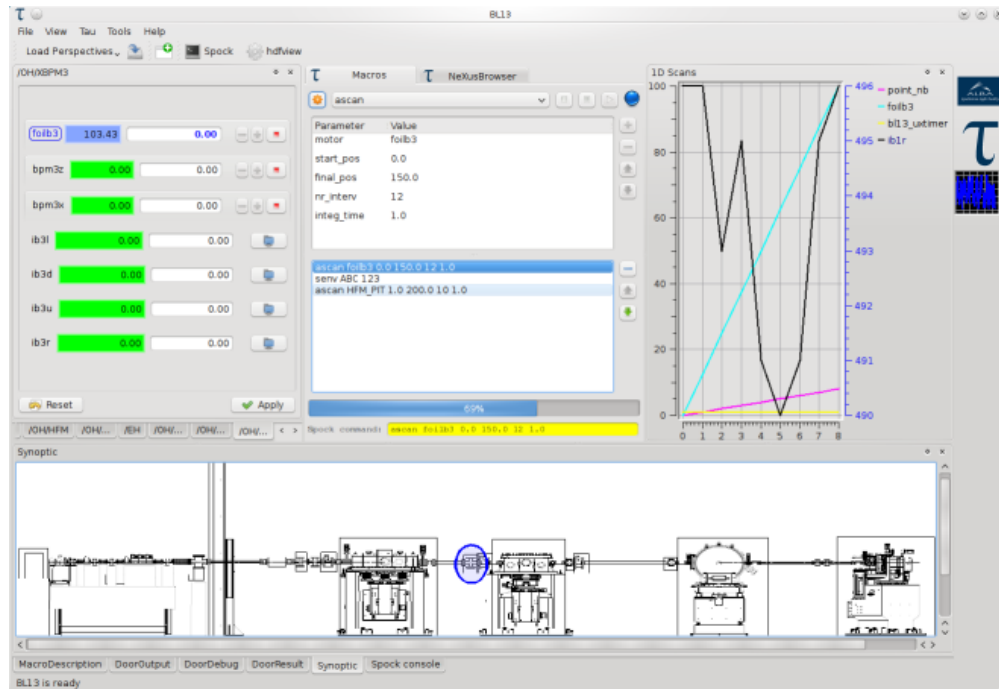 BL13
File View Tau Tools Help
Load Perspectives Spock hdfview
/OH/XBPM3
foilb3 103.43 0.00
bpm3z 0.00 0.00
bpm3x 0.00 0.00
ib3l 0.00 0.00
ib3d 0.00 0.00
ib3u 0.00 0.00
ib3r 0.00 0.00
Reset Apply
/OH/HFM /OH/... /EH /OH/... /OH/... /OH/...
Macros NeXusBrowser
ascan
Parameter Value
motor foilb3
start_pos 0.0
final_pos 150.0
nr_interv 12
integ_time 1.0
ascan foilb3 0.0 150.0 12 1.0
senv ABC 123
ascan HFM_PIT 1.0 200.0 10 1.0
69%
Spock command: ascan foilb3 0.0 150.0 12 1.0
1D Scans
100
80
60
40
20
0
496
495
494
493
492
491
490
0 1 2 3 4 5 6 7 8
point_nb
foilb3
bl13_uxtimer
ib1r
ALBA
Synoptic
MacroDescription DoorOutput DoorDebug DoorResult Synoptic Spock console
BL13 is ready